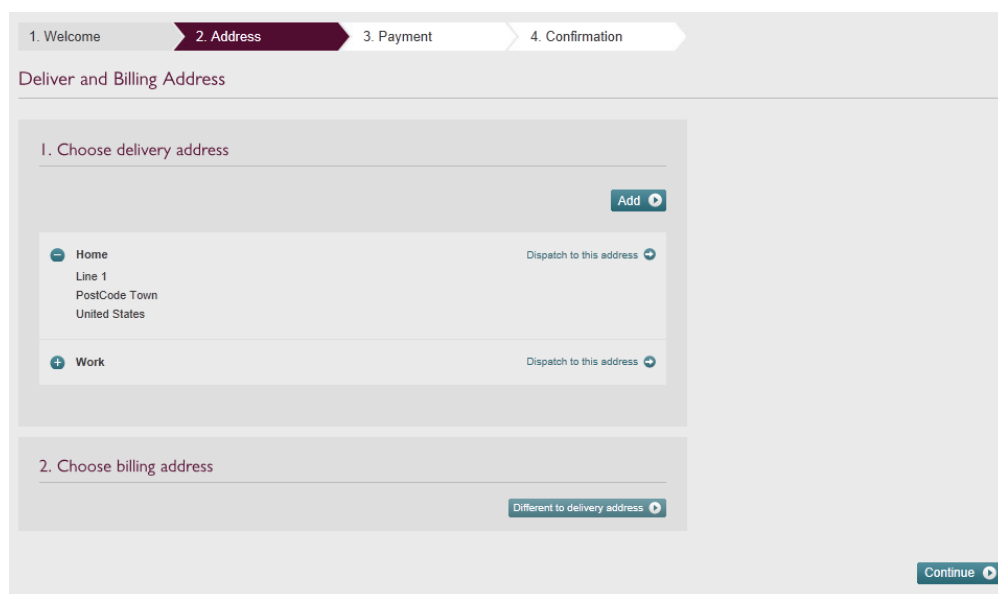 1. Welcome 2. Address 3. Payment 4. Confirmation
Deliver and Billing Address
1. Choose delivery address
Add
Home Dispatch to this address
Line 1
PostCode Town
United States
Work Dispatch to this address
2. Choose billing address
Different to delivery address
Continue